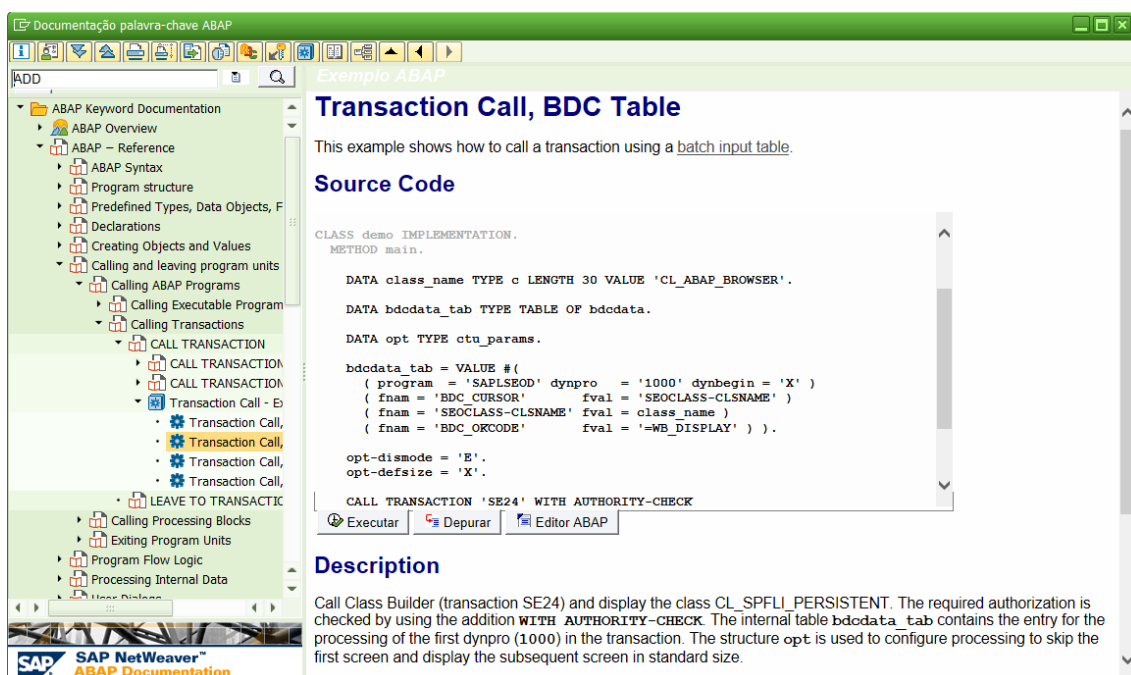 Documentação palavra-chave ABAP
ADD
Exemplo ABAP
ABAP Keyword Documentation
ABAP Overview
ABAP – Reference
ABAP Syntax
Program structure
Predefined Types, Data Objects, F
Declarations
Creating Objects and Values
Calling and leaving program units
Calling ABAP Programs
Calling Executable Program
Calling Transactions
CALL TRANSACTION
CALL TRANSACTION
CALL TRANSACTION
Transaction Call - Ex
Transaction Call,
Transaction Call,
Transaction Call,
Transaction Call,
LEAVE TO TRANSACTIC
Calling Processing Blocks
Exiting Program Units
Program Flow Logic
Processing Internal Data
User Dialogs
SAP SAP NetWeaver™
ABAP Documentation
Transaction Call, BDC Table
This example shows how to call a transaction using a batch input table.
Source Code
CLASS demo IMPLEMENTATION.
METHOD main.
DATA class_name TYPE c LENGTH 30 VALUE 'CL_ABAP_BROWSER'.
DATA bdcdata_tab TYPE TABLE OF bdcdata.
DATA opt TYPE ctu_params.
bdcdata_tab = VALUE #(
( program = 'SAPLSEOD' dynpro = '1000' dynbegin = 'X' )
( fnam = 'BDC_CURSOR' fval = 'SEOCLASS-CLSNAME' )
( fnam = 'SEOCLASS-CLSNAME' fval = class_name )
( fnam = 'BDC_OKCODE' fval = '=WB_DISPLAY' ) ).
opt-dismode = 'E'.
opt-defsize = 'X'.
CALL TRANSACTION 'SE24' WITH AUTHORITY-CHECK
Executar Depurar Editor ABAP
Description
Call Class Builder (transaction SE24) and display the class CL_SPFLI_PERSISTENT. The required authorization is
checked by using the addition WITH AUTHORITY-CHECK. The internal table bdcdata_tab contains the entry for the
processing of the first dynpro (1000) in the transaction. The structure opt is used to configure processing to skip the
first screen and display the subsequent screen in standard size.